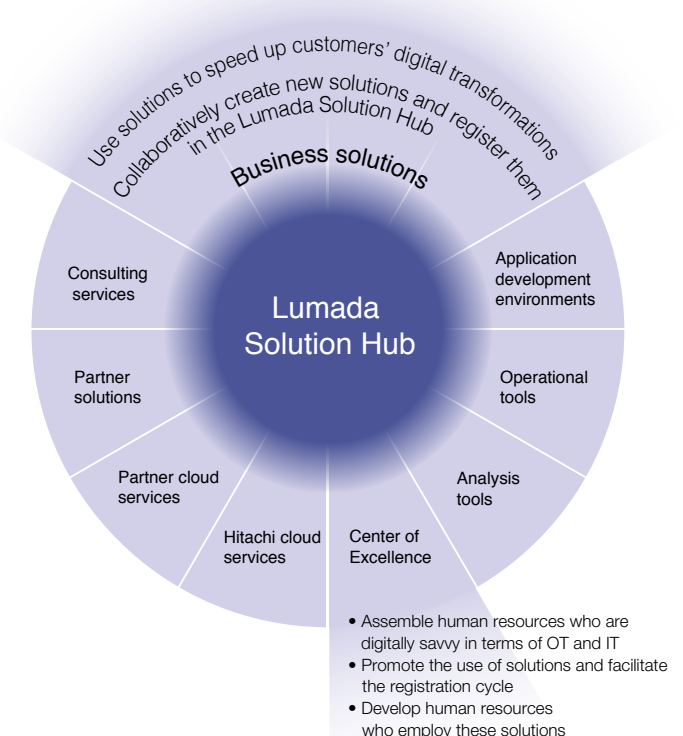 Use solutions to speed up customers’ digital transformations
Collaboratively create new solutions and register them
in the Lumada Solution Hub
Business solutions
Consulting
services
Application
development
environments
Lumada
Solution Hub
Partner
solutions
Operational
tools
Partner cloud
services
Analysis
tools
Hitachi cloud
services
Center of
Excellence
• Assemble human resources who are
digitally savvy in terms of OT and IT
• Promote the use of solutions and facilitate
the registration cycle
• Develop human resources
who employ these solutions